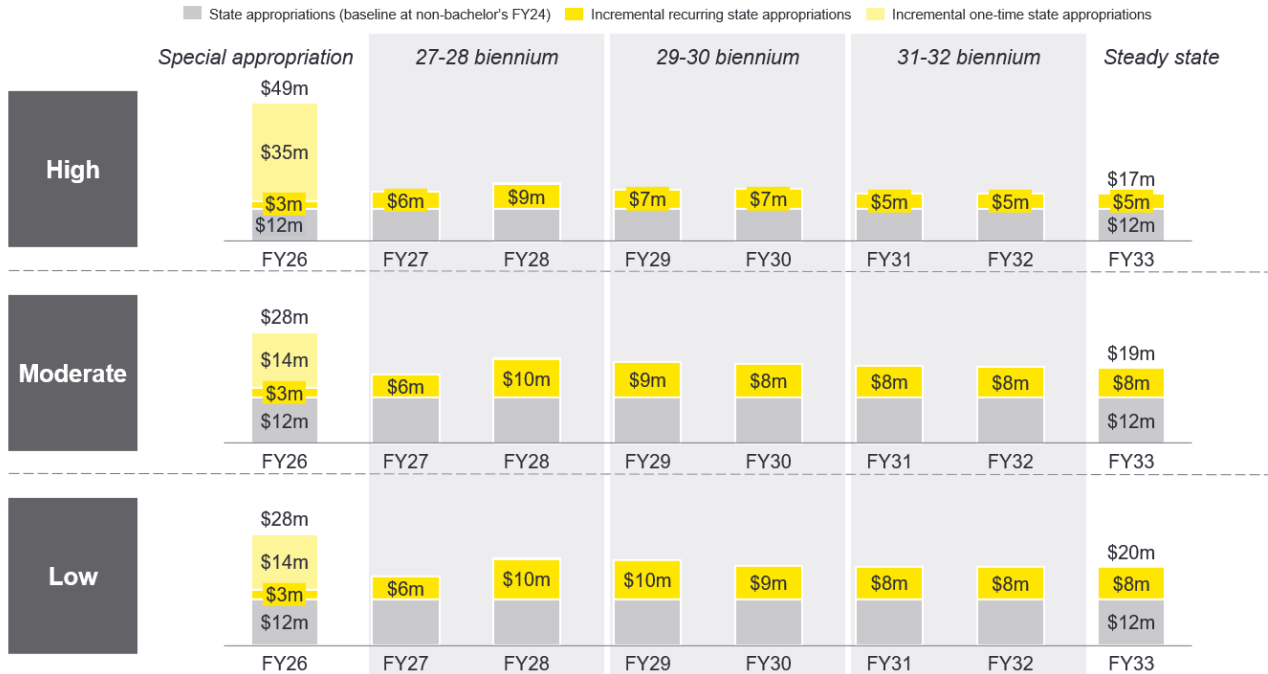 State appropriations (baseline at non-bachelor's FY24) Incremental recurring state appropriations Incremental one-time state appropriations
Special appropriation 27-28 biennium 29-30 biennium 31-32 biennium Steady state
High
$49m
$35m
$3m $6m $9m $7m $7m $5m $5m $17m
$5m
$12m $12m
FY26 FY27 FY28 FY29 FY30 FY31 FY32 FY33
Moderate
$28m
$14m
$3m $6m $10m $9m $8m $8m $8m $19m
$8m
$12m $12m
FY26 FY27 FY28 FY29 FY30 FY31 FY32 FY33
Low
$28m
$14m
$3m $6m $10m $10m $9m $8m $8m $20m
$8m
$12m $12m
FY26 FY27 FY28 FY29 FY30 FY31 FY32 FY33